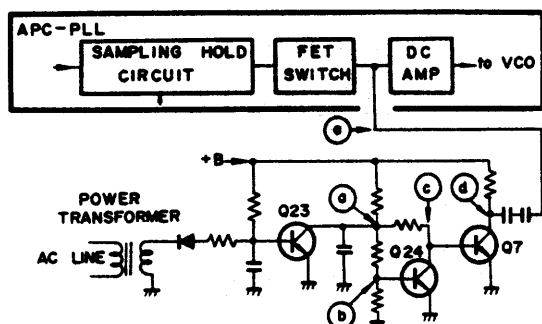 APC-PLL
SAMPLING HOLD
CIRCUIT
FET
SWITCH
DC
AMP
to VCO
e
+B
POWER
TRANSFORMER
AC LINE
Q23
a
c
d
Q24
Q7
b